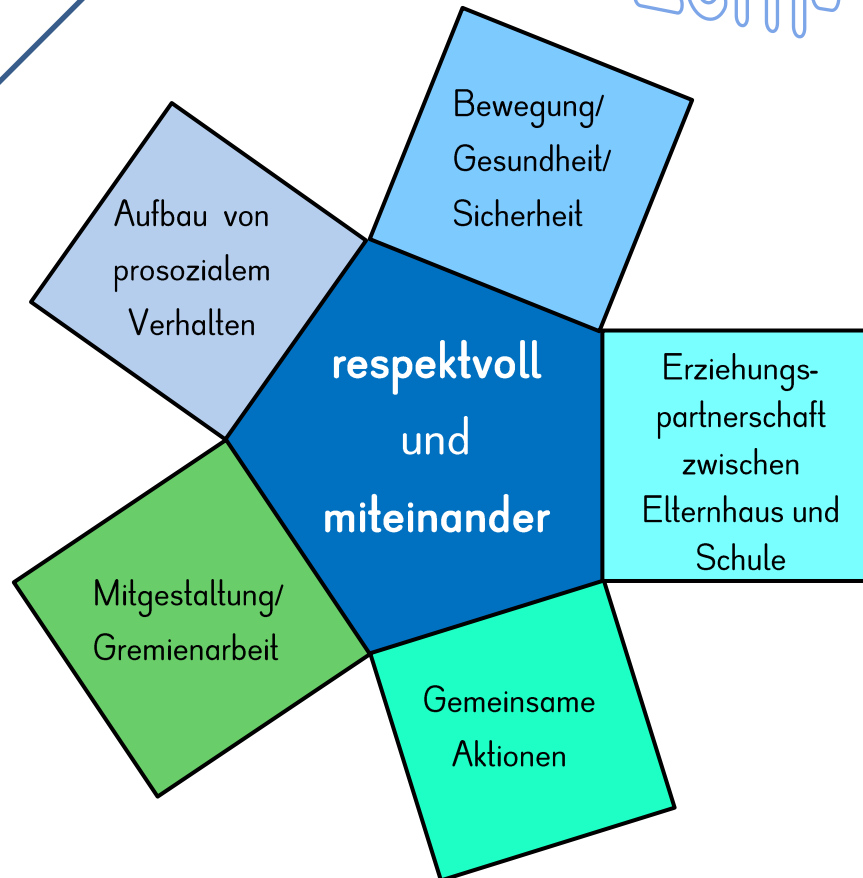 Bewegung/
Gesundheit/
Sicherheit
Aufbau von
prosozialem
Verhalten
respektvoll
und
miteinander
Erziehungs-
partnerschaft
zwischen
Elternhaus und
Schule
Mitgestaltung/
Gremienarbeit
Gemeinsame
Aktionen